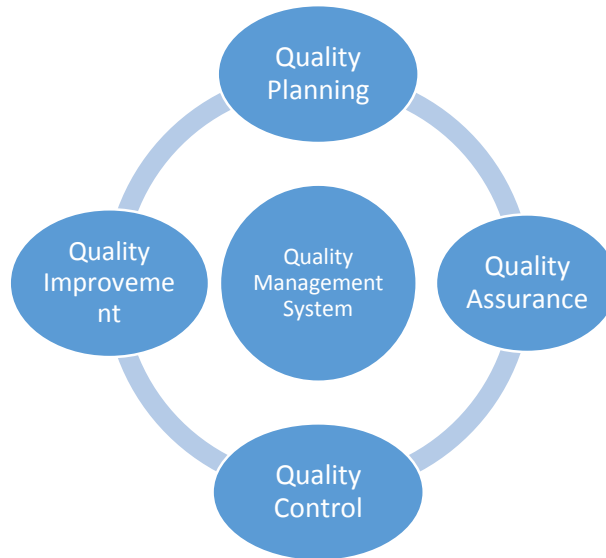 Quality
Planning
Quality
Improveme
nt
Quality
Management
System
Quality
Assurance
Quality
Control